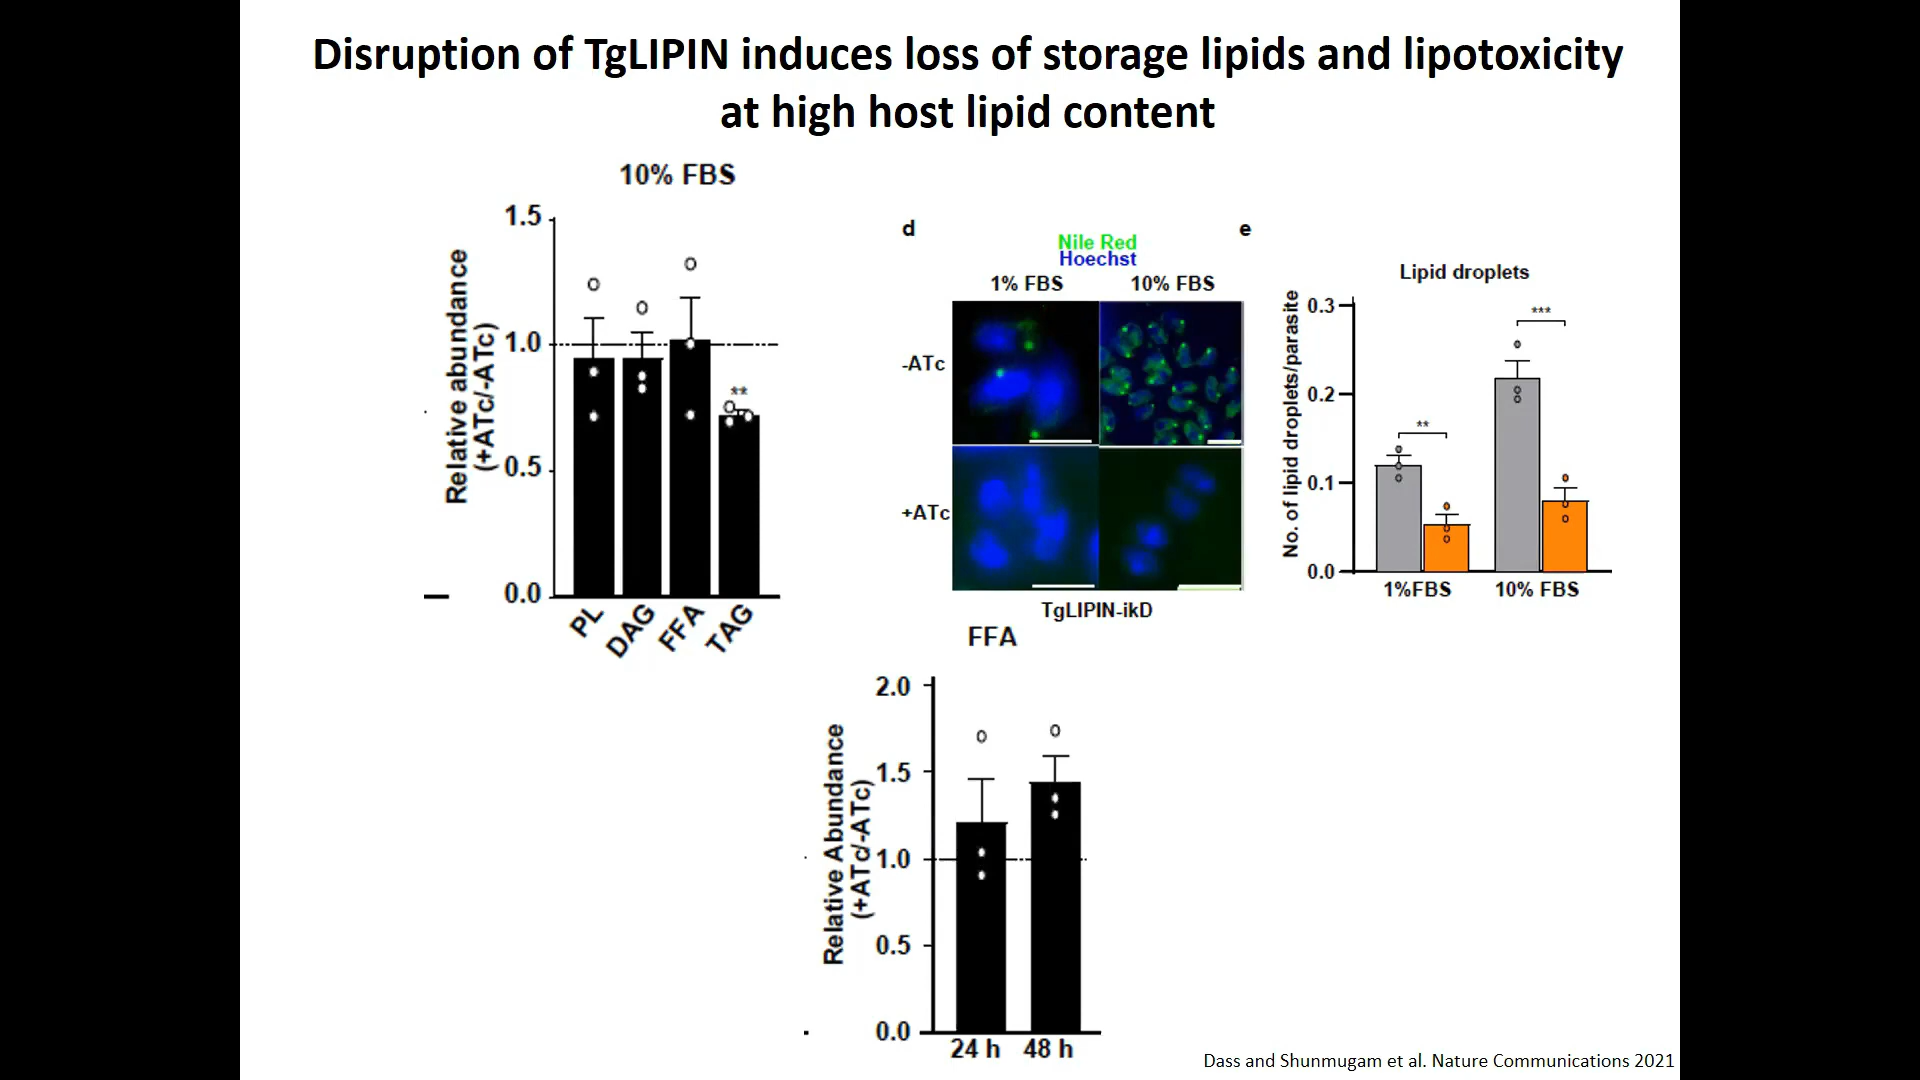 Disruption of TgLIPIN induces loss of storage lipids and lipotoxicity
at high host lipid content
10% FBS
Relative abundance
(+ATc/-ATc)
1.5
1.0
0.5
0.0
**
PL
DAG
FFA
TAG
d
Nile Red
Hoechst
1% FBS
10% FBS
-ATc
+ATc
TgLIPIN-ikD
e
Lipid droplets
No. of lipid droplets/parasite
0.3
0.2
0.1
0.0
**
***
1%FBS
10% FBS
FFA
Relative Abundance
(+ATc/-ATc)
2.0
1.5
1.0
0.5
0.0
24 h
48 h
Dass and Shunmugam et al. Nature Communications 2021